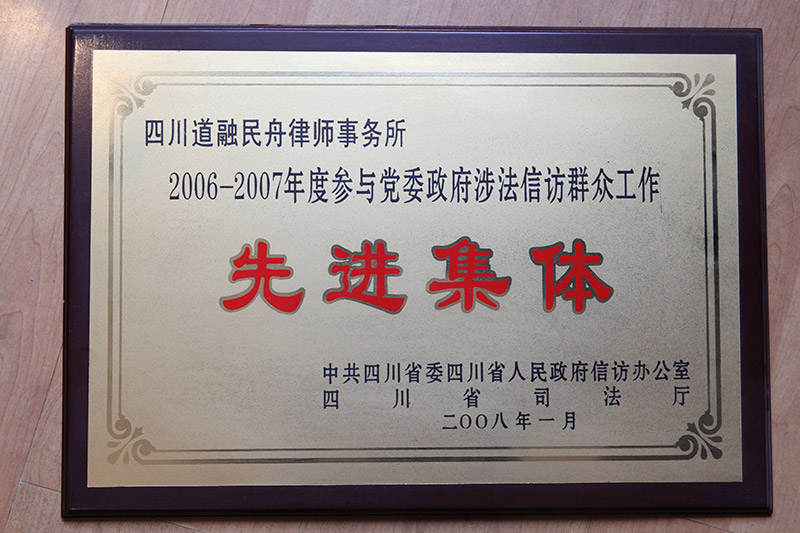 四川道融民舟律师事务所
2006-2007年度参与党委政府涉法信访群众工作
先进集体
中共四川省委四川省人民政府信访办公室
四川省司法厅
二〇〇八年一月